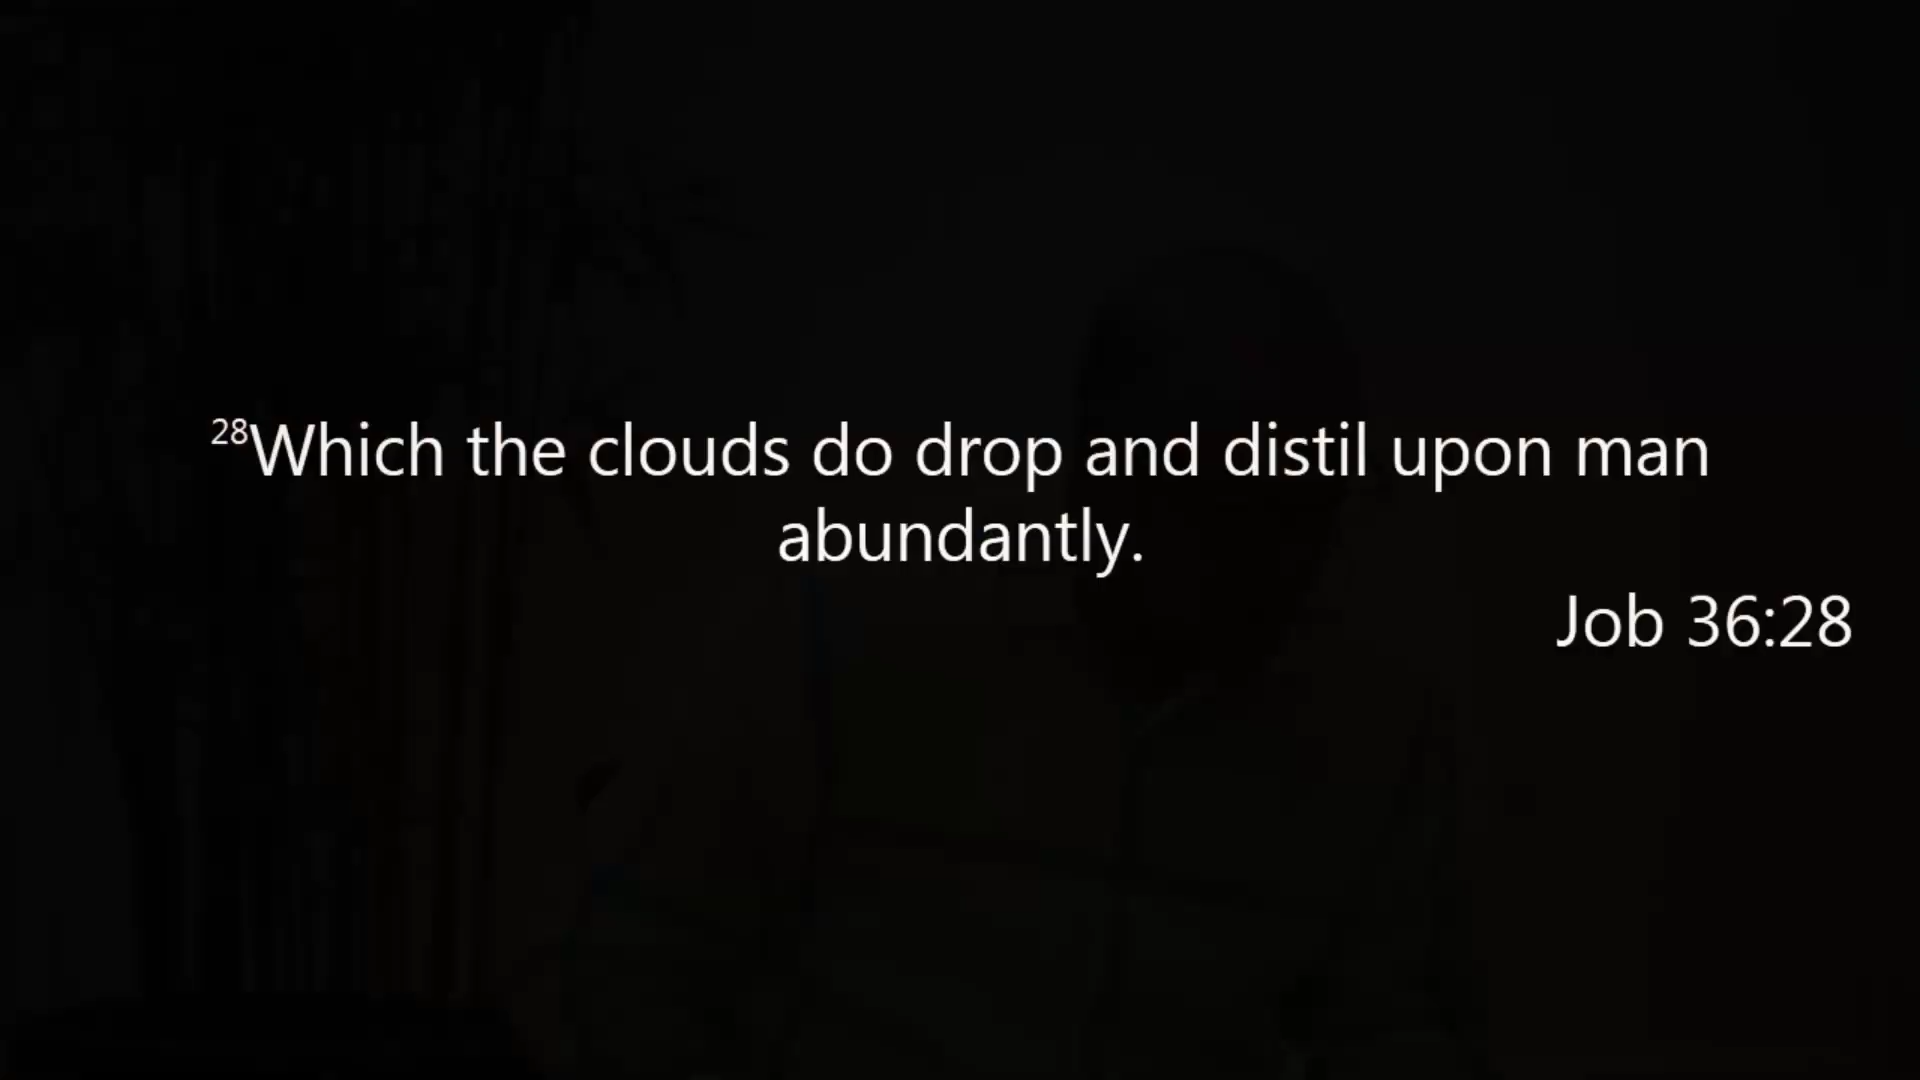 28Which the clouds do drop and distil upon man
abundantly.
Job 36:28